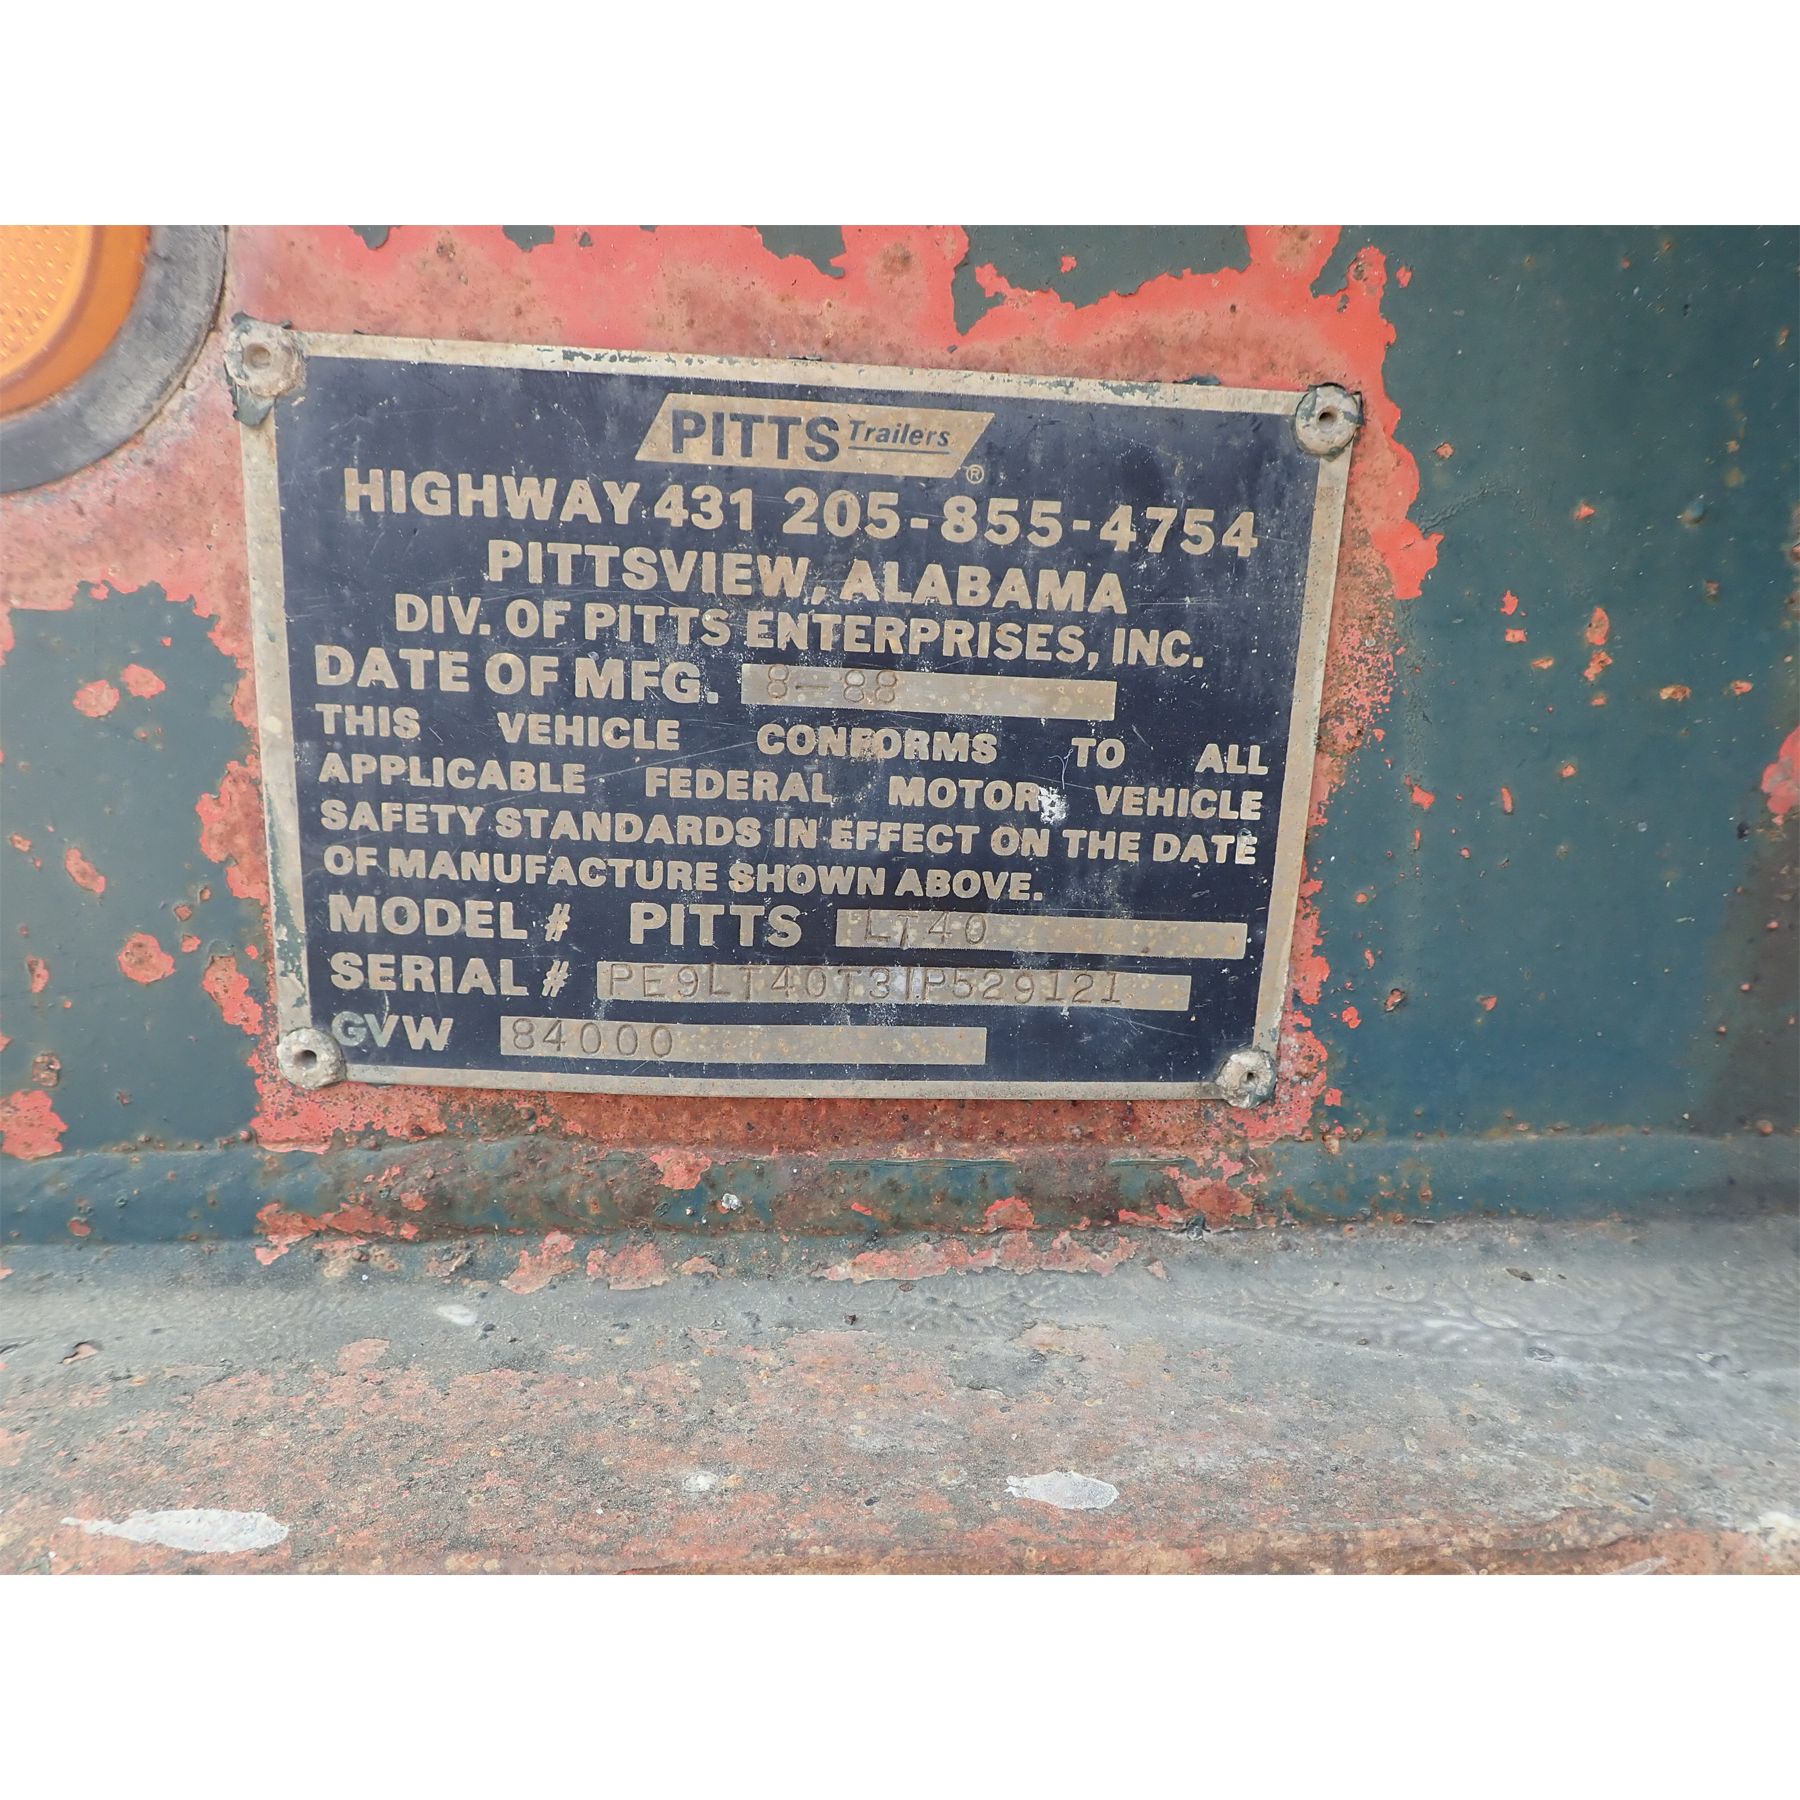 PITTS Trailers ®
HIGHWAY 431 205-855-4754
PITTSVIEW, ALABAMA
DIV. OF PITTS ENTERPRISES, INC.
DATE OF MFG. 8-88
THIS VEHICLE CONFORMS TO ALL
APPLICABLE FEDERAL MOTOR VEHICLE
SAFETY STANDARDS IN EFFECT ON THE DATE
OF MANUFACTURE SHOWN ABOVE.
MODEL # PITTS LT40
SERIAL # PE9LT40T3JP529121
GVW 84000